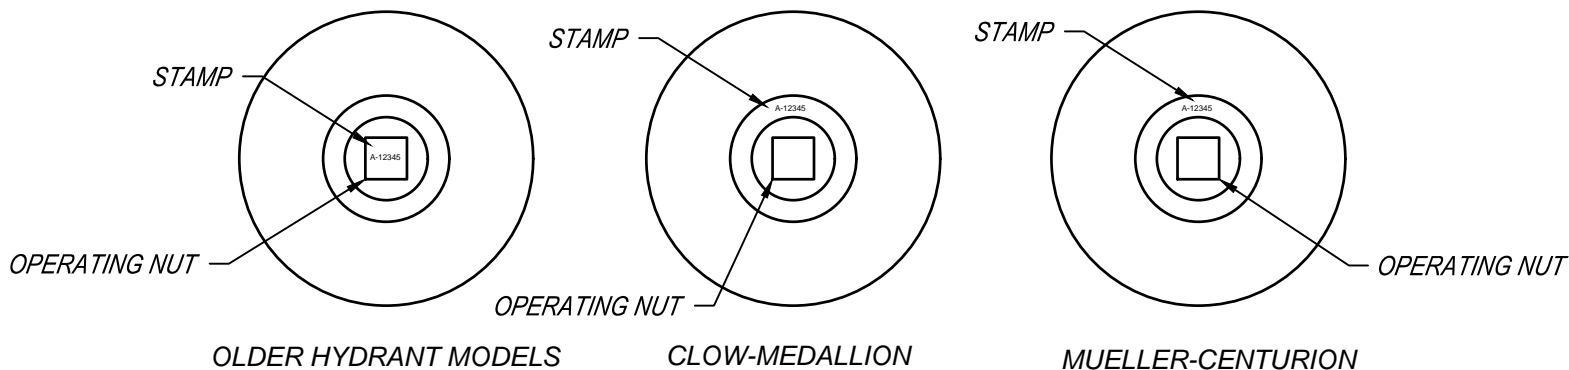 STAMP
A-12345
OPERATING NUT
OLDER HYDRANT MODELS
STAMP
A-12345
OPERATING NUT
CLOW-MEDALLION
STAMP
A-12345
OPERATING NUT
MUELLER-CENTURION